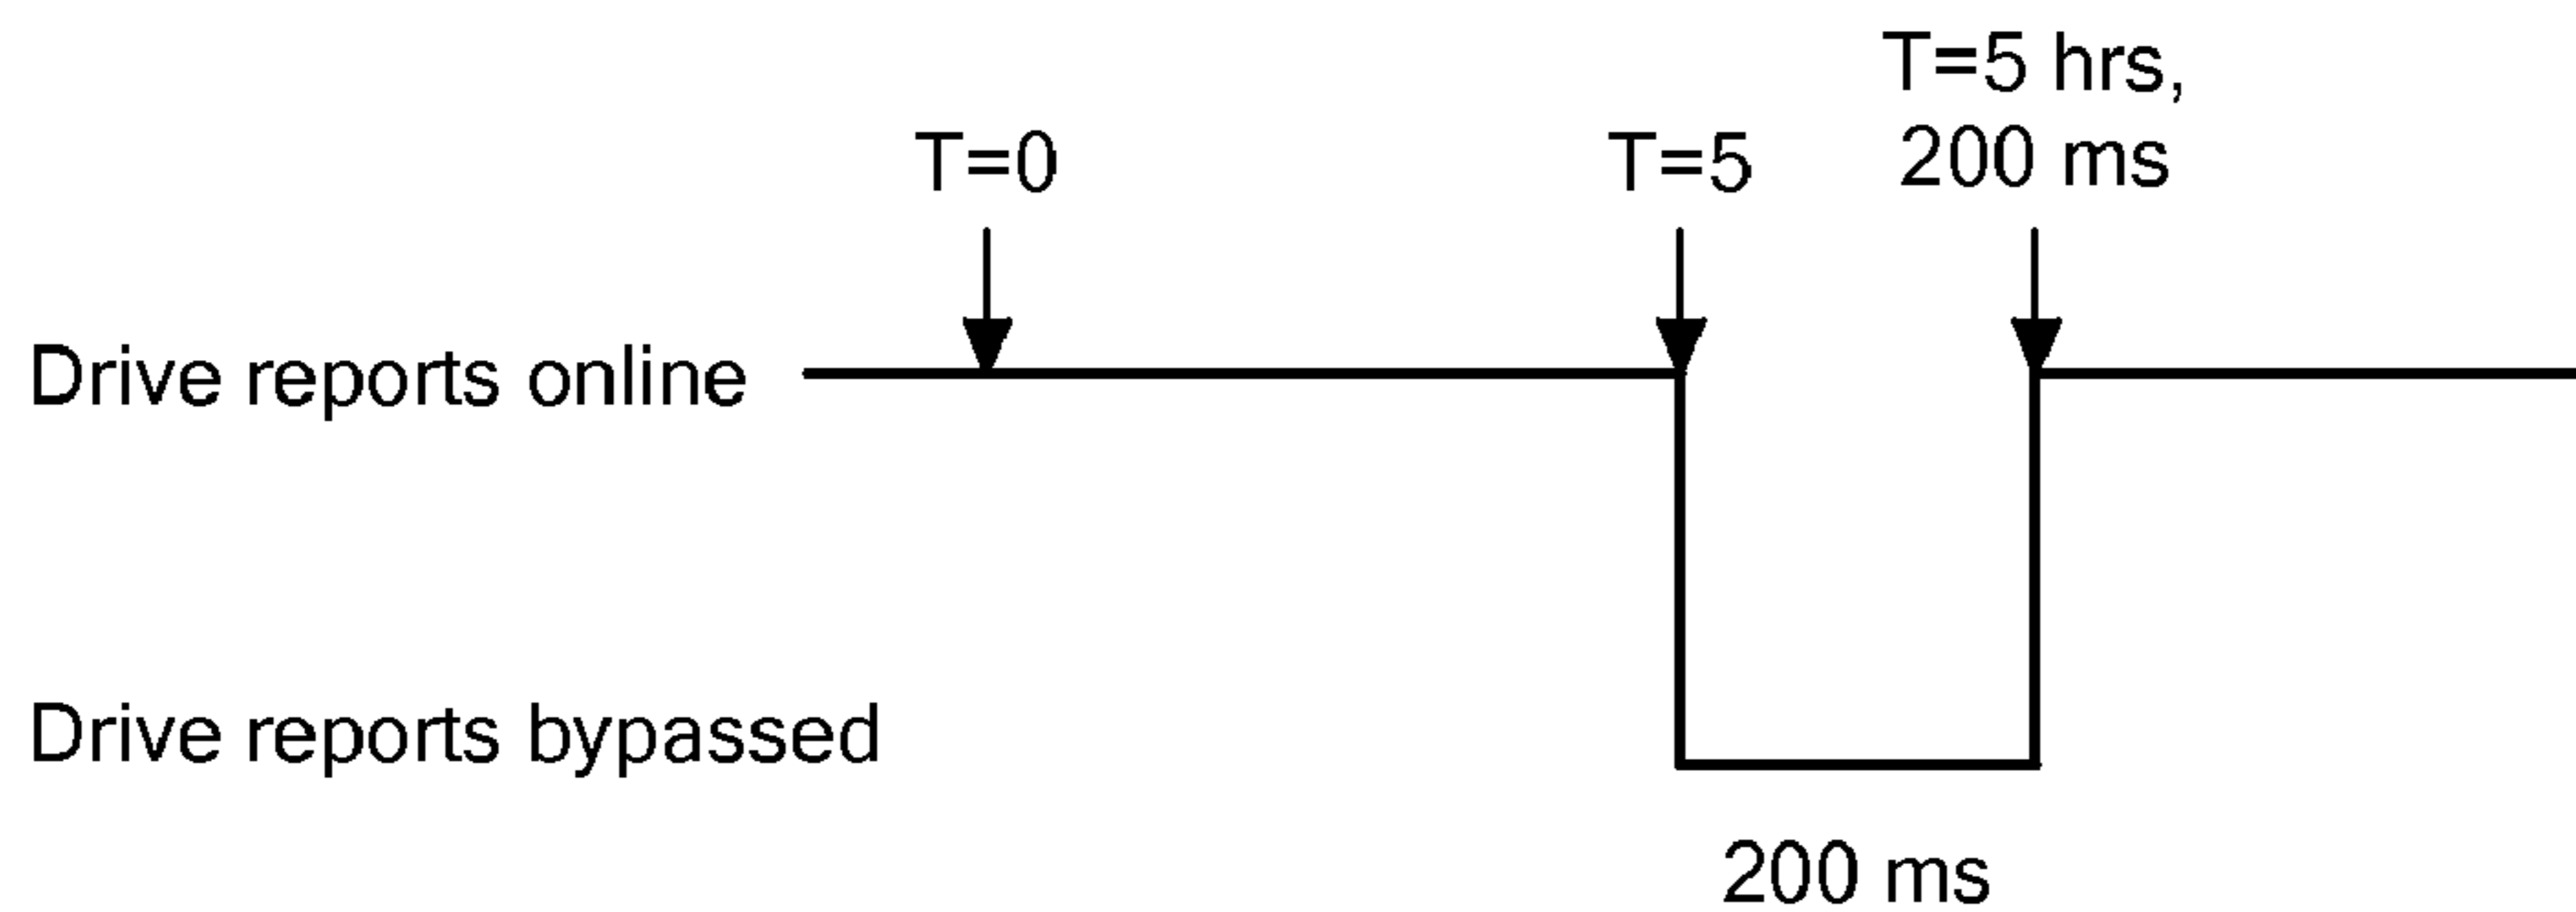 T=5 hrs,
T=0
T=5
200 ms
Drive reports online
Drive reports bypassed
200 ms